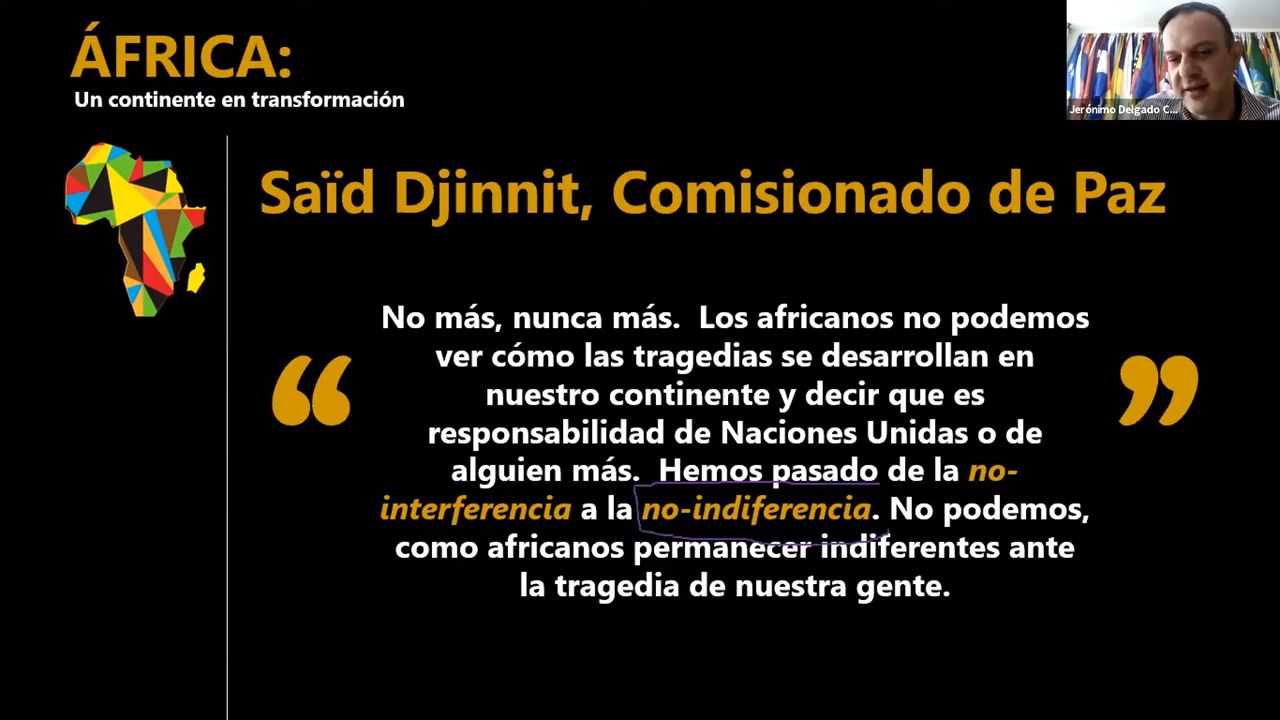 ÁFRICA:
Un continente en transformación
Jerónimo Delgado C...
Saïd Djinnit, Comisionado de Paz
“ No más, nunca más.  Los africanos no podemos
ver cómo las tragedias se desarrollan en
nuestro continente y decir que es
responsabilidad de Naciones Unidas o de
alguien más.  Hemos pasado de la no-
interferencia a la no-indiferencia. No podemos,
como africanos permanecer indiferentes ante
la tragedia de nuestra gente. ”